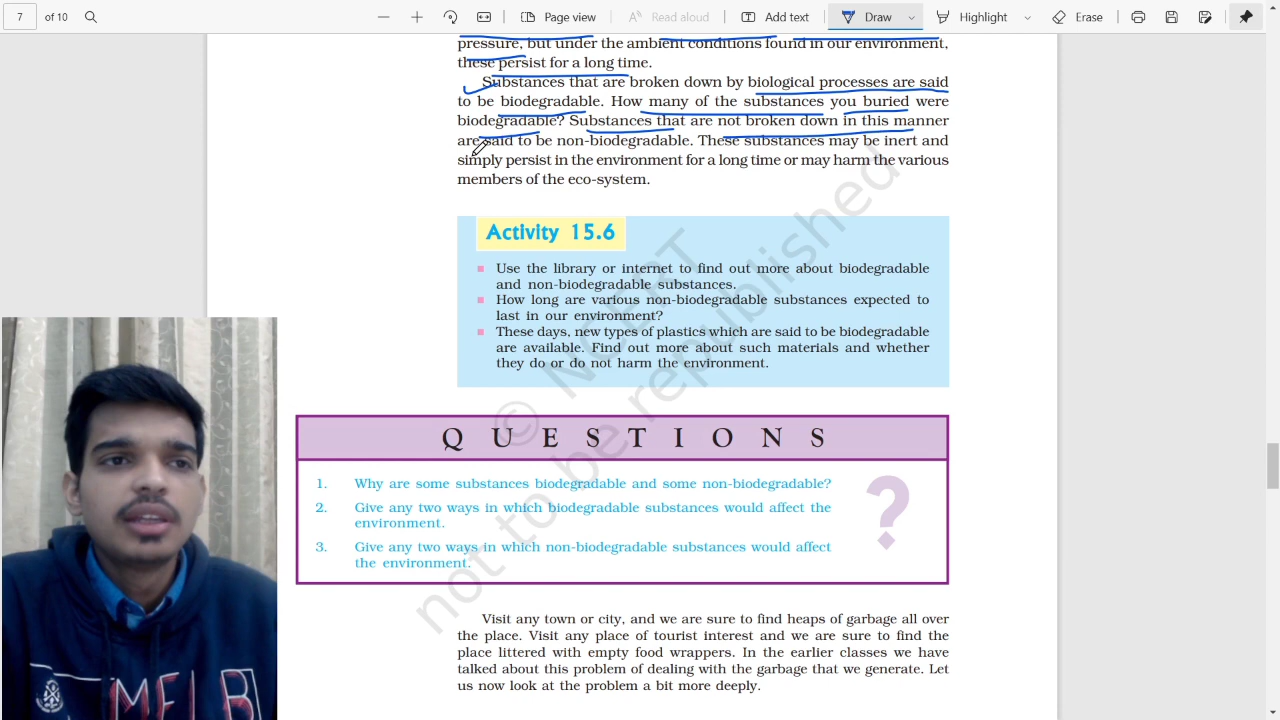 7 of 10 Page view Read aloud Add text Draw Highlight Erase
pressure, but under the ambient conditions found in our environment,
these persist for a long time.
Substances that are broken down by biological processes are said
to be biodegradable. How many of the substances you buried were
biodegradable? Substances that are not broken down in this manner
are said to be non-biodegradable. These substances may be inert and
simply persist in the environment for a long time or may harm the various
members of the eco-system.
Activity 15.6
Use the library or internet to find out more about biodegradable
and non-biodegradable substances.
How long are various non-biodegradable substances expected to
last in our environment?
These days, new types of plastics which are said to be biodegradable
are available. Find out more about such materials and whether
they do or do not harm the environment.
© NCERT
not to be republished
QUESTIONS
?
1. Why are some substances biodegradable and some non-biodegradable?
2. Give any two ways in which biodegradable substances would affect the
environment.
3. Give any two ways in which non-biodegradable substances would affect
the environment.
Visit any town or city, and we are sure to find heaps of garbage all over
the place. Visit any place of tourist interest and we are sure to find the
place littered with empty food wrappers. In the earlier classes we have
talked about this problem of dealing with the garbage that we generate. Let
us now look at the problem a bit more deeply.
MELB